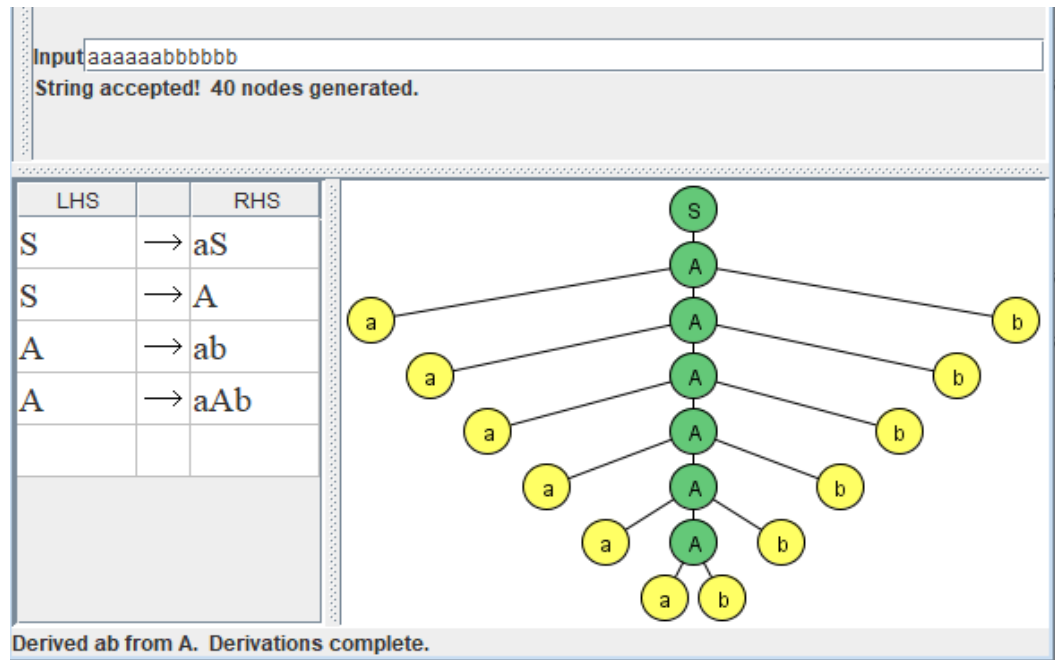 Input aaaaaabbbbbb
String accepted! 40 nodes generated.
LHS RHS
S → aS
S → A
A → ab
A → aAb
S
A
a A b
a A b
a A b
a A b
a A b
a b
Derived ab from A. Derivations complete.